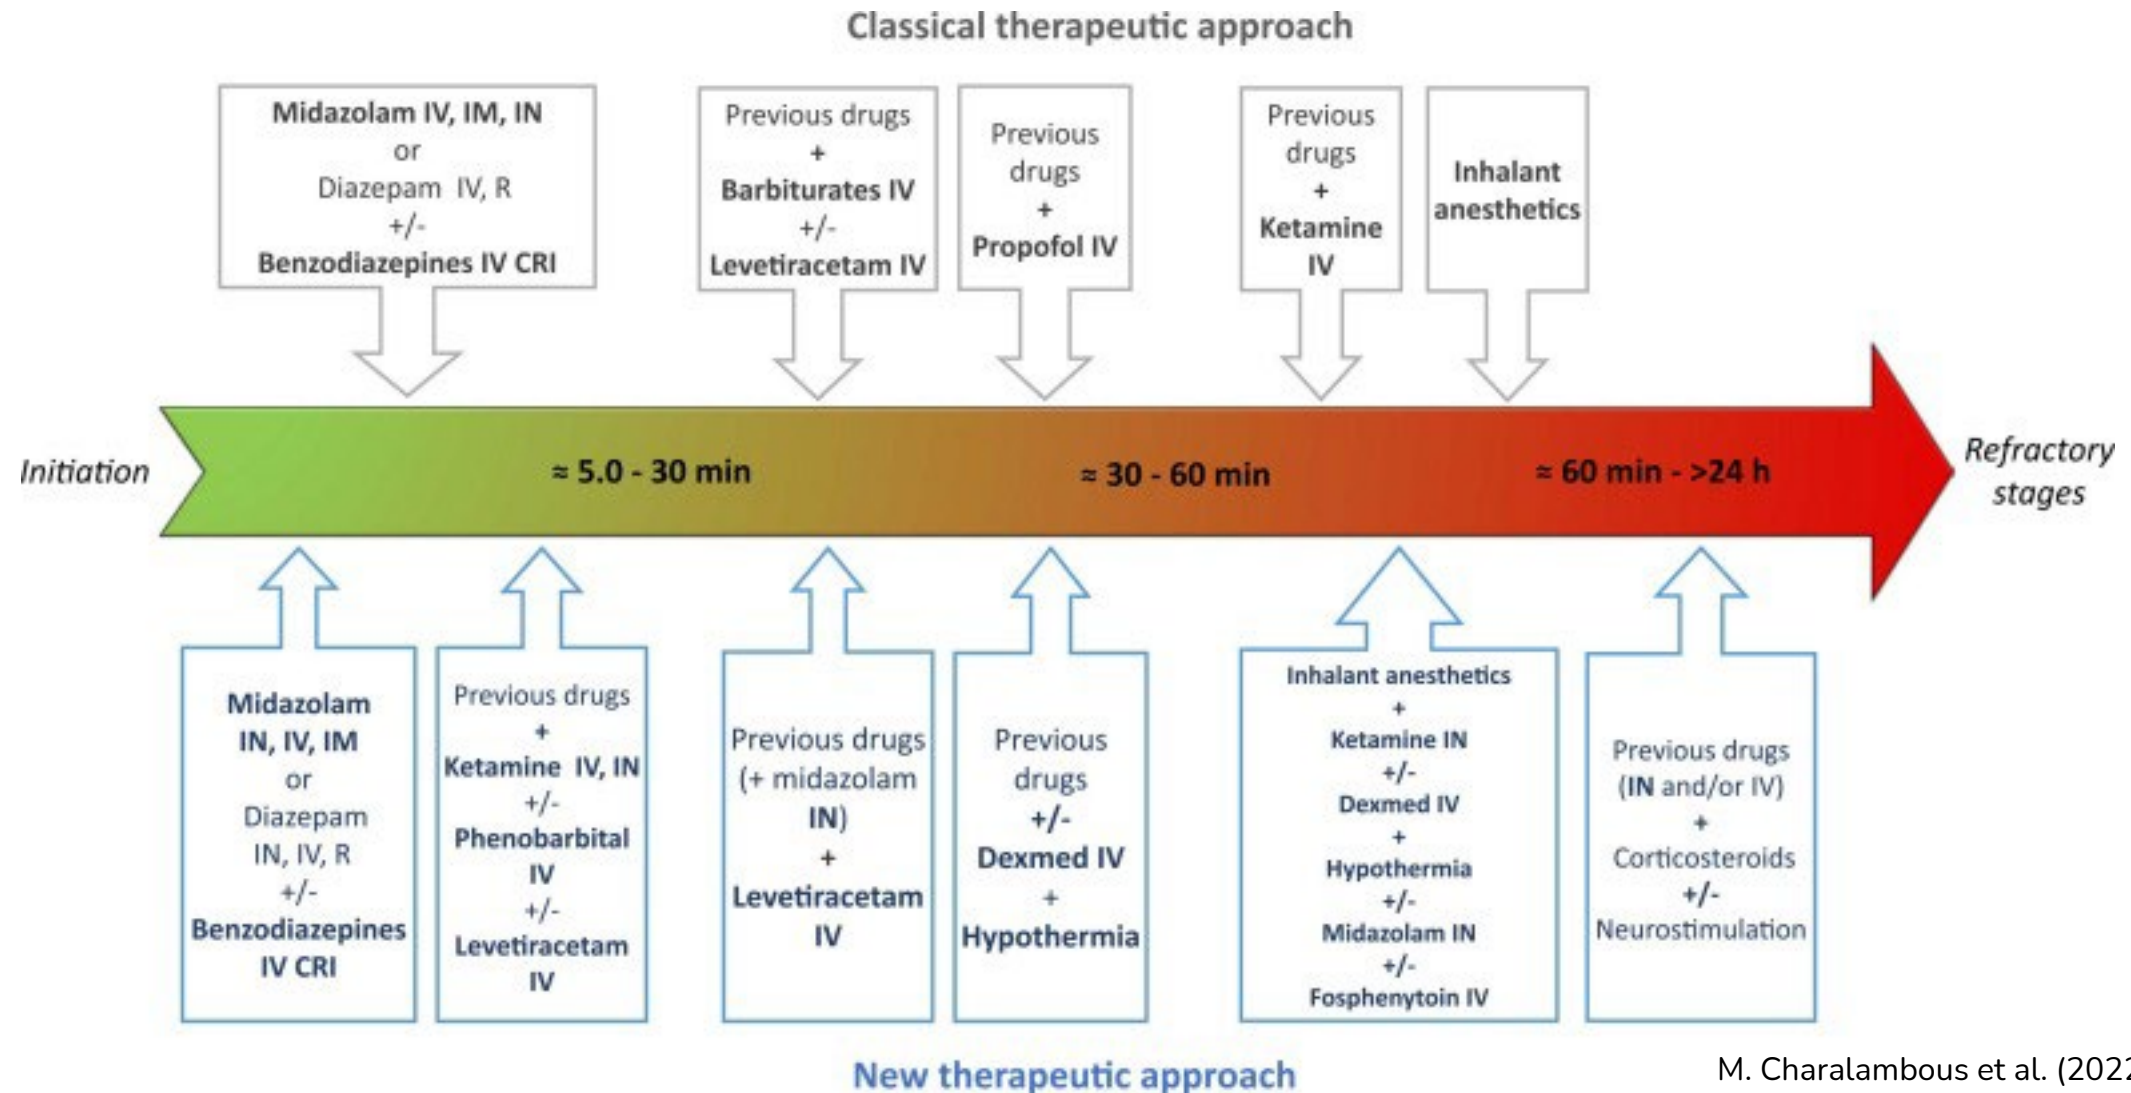 Classical therapeutic approach
Midazolam IV, IM, IN
or
Diazepam IV, R
+/-
Benzodiazepines IV CRI
Previous drugs
+
Barbiturates IV
+/-
Levetiracetam IV
Previous
drugs
+
Propofol IV
Previous
drugs
+
Ketamine
IV
Inhalant
anesthetics
Initiation
≈ 5.0 - 30 min
≈ 30 - 60 min
≈ 60 min - >24 h
Refractory
stages
Midazolam
IN, IV, IM
or
Diazepam
IN, IV, R
+/-
Benzodiazepines
IV CRI
Previous drugs
+
Ketamine IV, IN
+/-
Phenobarbital
IV
+/-
Levetiracetam
IV
Previous drugs
(+ midazolam
IN)
+
Levetiracetam
IV
Previous
drugs
+/-
Dexmed IV
+
Hypothermia
Inhalant anesthetics
+
Ketamine IN
+/-
Dexmed IV
+
Hypothermia
+/-
Midazolam IN
+/-
Fosphenytoin IV
Previous drugs
(IN and/or IV)
+
Corticosteroids
+/-
Neurostimulation
New therapeutic approach
M. Charalambous et al. (2022